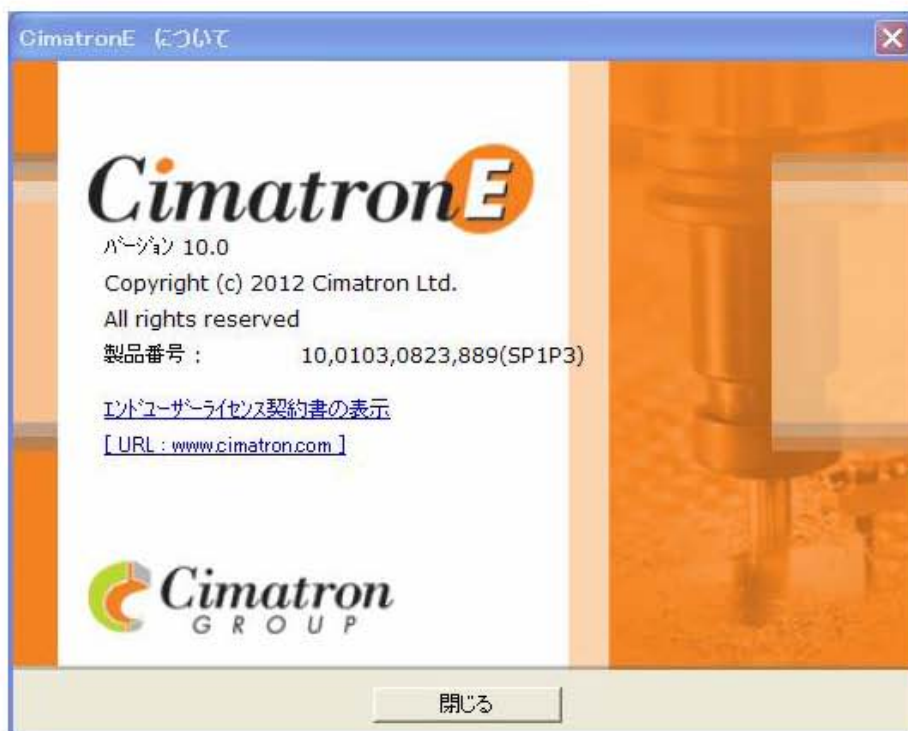 CimatronE について
CimatronE
バージョン 10.0
Copyright (c) 2012 Cimatron Ltd.
All rights reserved
製品番号 : 10,0103,0823,889(SP1P3)
エンドユーザーライセンス契約書の表示
[ URL : www.cimatron.com ]
Cimatron
GROUP
閉じる